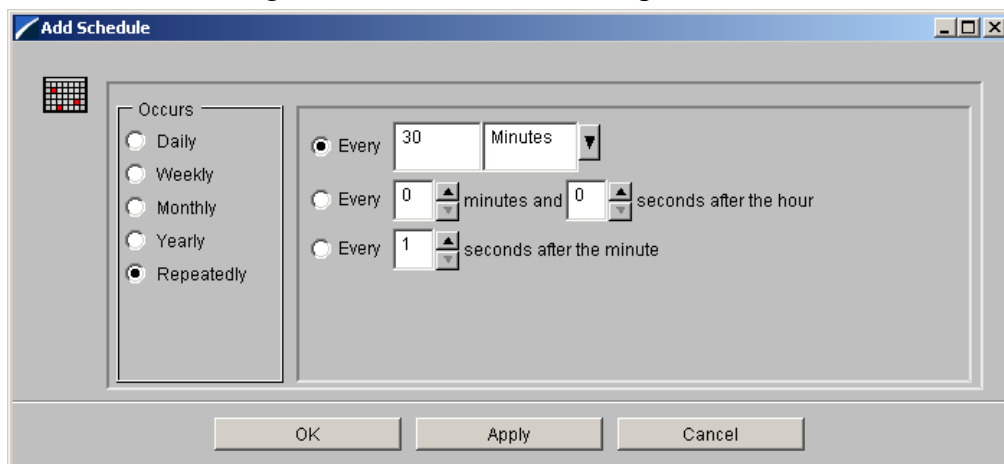 Add Schedule
Occurs
Daily
Weekly
Monthly
Yearly
Repeatedly
Every 30 Minutes
Every 0 minutes and 0 seconds after the hour
Every 1 seconds after the minute
OK Apply Cancel